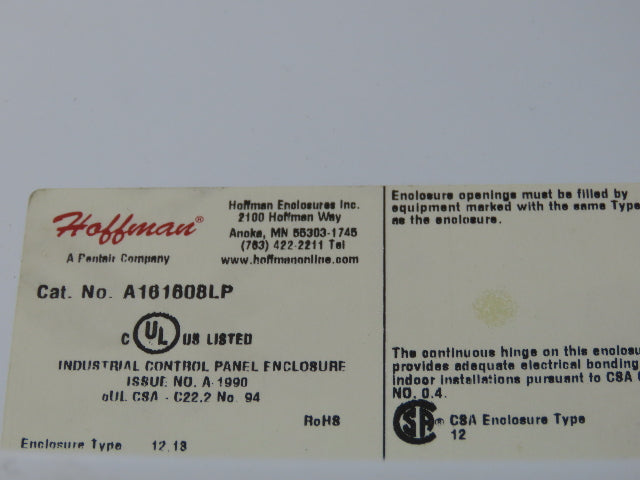 Hoffman®
A Pentair Company
Hoffman Enclosures Inc.
2100 Hoffman Way
Anoka, MN 55303-1745
(763) 422-2211 Tel
www.hoffmanonline.com
Cat. No. A161608LP
C UL US LISTED
INDUSTRIAL CONTROL PANEL ENCLOSURE
ISSUE NO. A-1990
cUL CSA - C22.2 No. 94
RoHS
Enclosure Type 12,13
Enclosure openings must be filled by
equipment marked with the same Type
as the enclosure.
The continuous hinge on this
provides adequate electrical bonding
indoor installations pursuant to CSA
NO. 0.4.
SA® CSA Enclosure Type
12